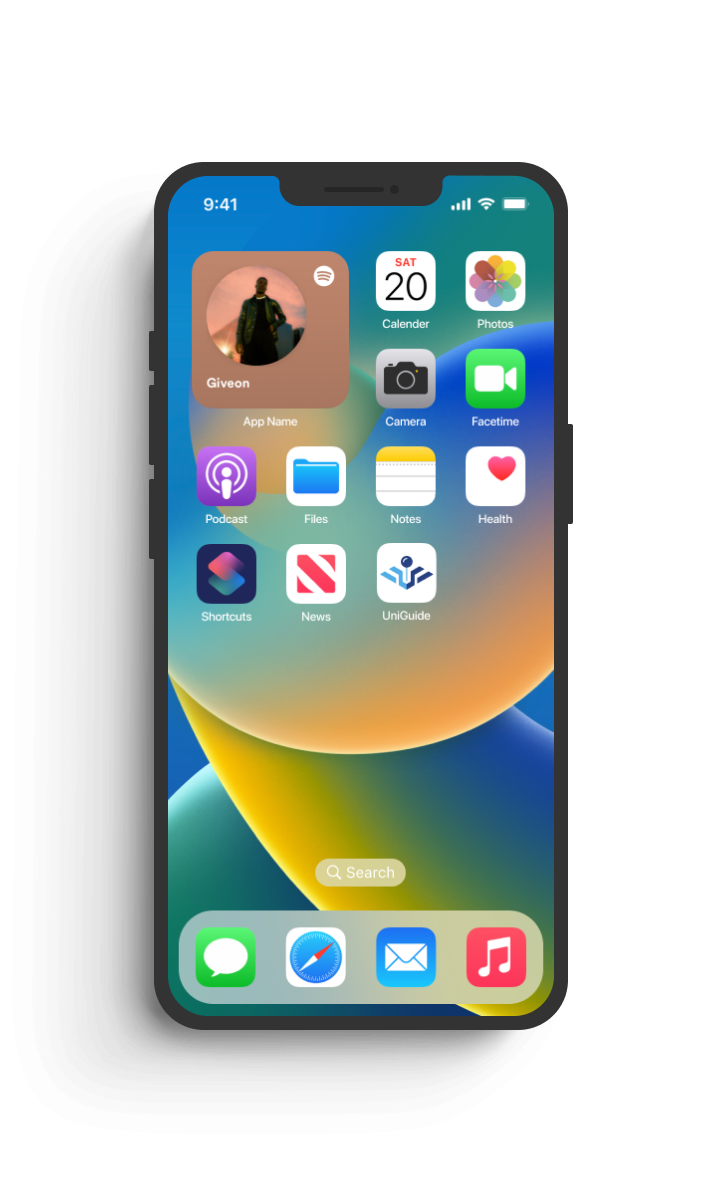 9:41
SAT
20
Calender
Photos
Giveon
App Name
Camera
Facetime
Podcast
Files
Notes
Health
Shortcuts
News
UniGuide
Search